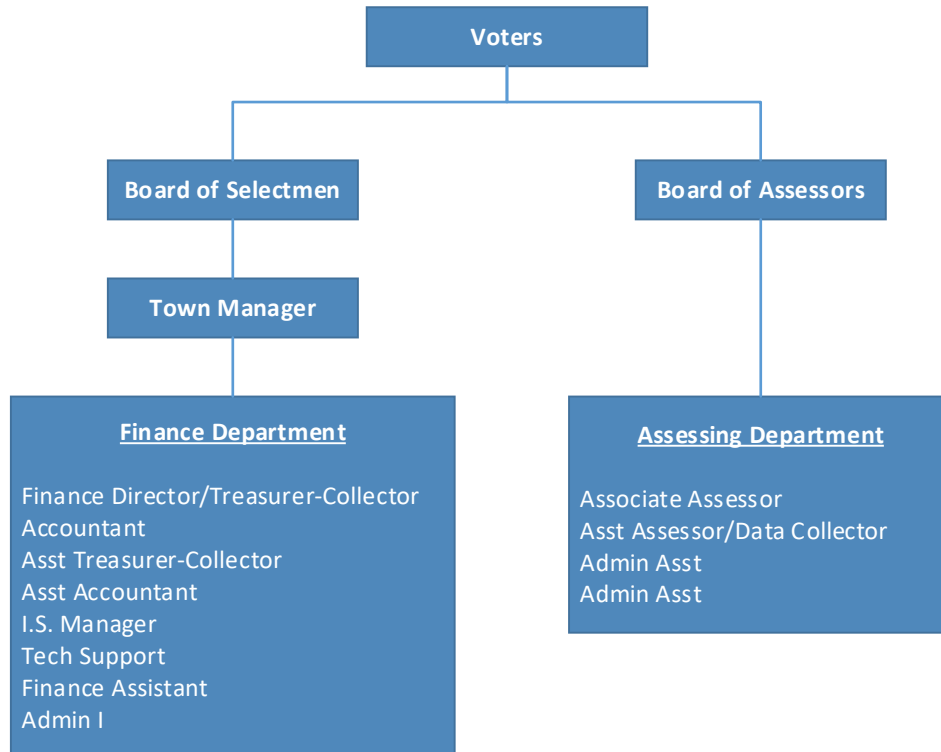 Voters
Board of Selectmen
Board of Assessors
Town Manager
Finance Department
Finance Director/Treasurer-Collector
Accountant
Asst Treasurer-Collector
Asst Accountant
I.S. Manager
Tech Support
Finance Assistant
Admin I
Assessing Department
Associate Assessor
Asst Assessor/Data Collector
Admin Asst
Admin Asst